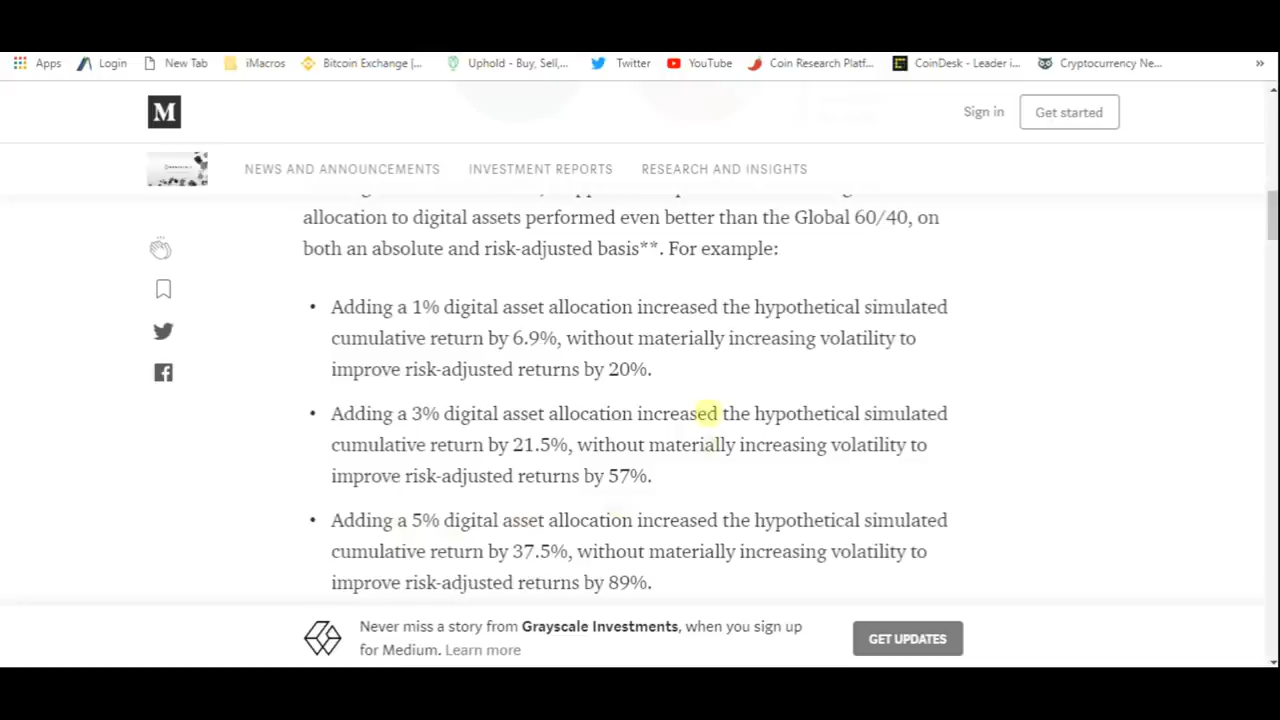 Apps Login New Tab iMacros Bitcoin Exchange |... Uphold - Buy, Sell,... Twitter YouTube Coin Research Platf... CoinDesk - Leader i... Cryptocurrency Ne... »
M Sign in Get started
NEWS AND ANNOUNCEMENTS INVESTMENT REPORTS RESEARCH AND INSIGHTS
allocation to digital assets performed even better than the Global 60/40, on
both an absolute and risk-adjusted basis**. For example:
• Adding a 1% digital asset allocation increased the hypothetical simulated
cumulative return by 6.9%, without materially increasing volatility to
improve risk-adjusted returns by 20%.
• Adding a 3% digital asset allocation increased the hypothetical simulated
cumulative return by 21.5%, without materially increasing volatility to
improve risk-adjusted returns by 57%.
• Adding a 5% digital asset allocation increased the hypothetical simulated
cumulative return by 37.5%, without materially increasing volatility to
improve risk-adjusted returns by 89%.
Never miss a story from Grayscale Investments, when you sign up
for Medium. Learn more
GET UPDATES